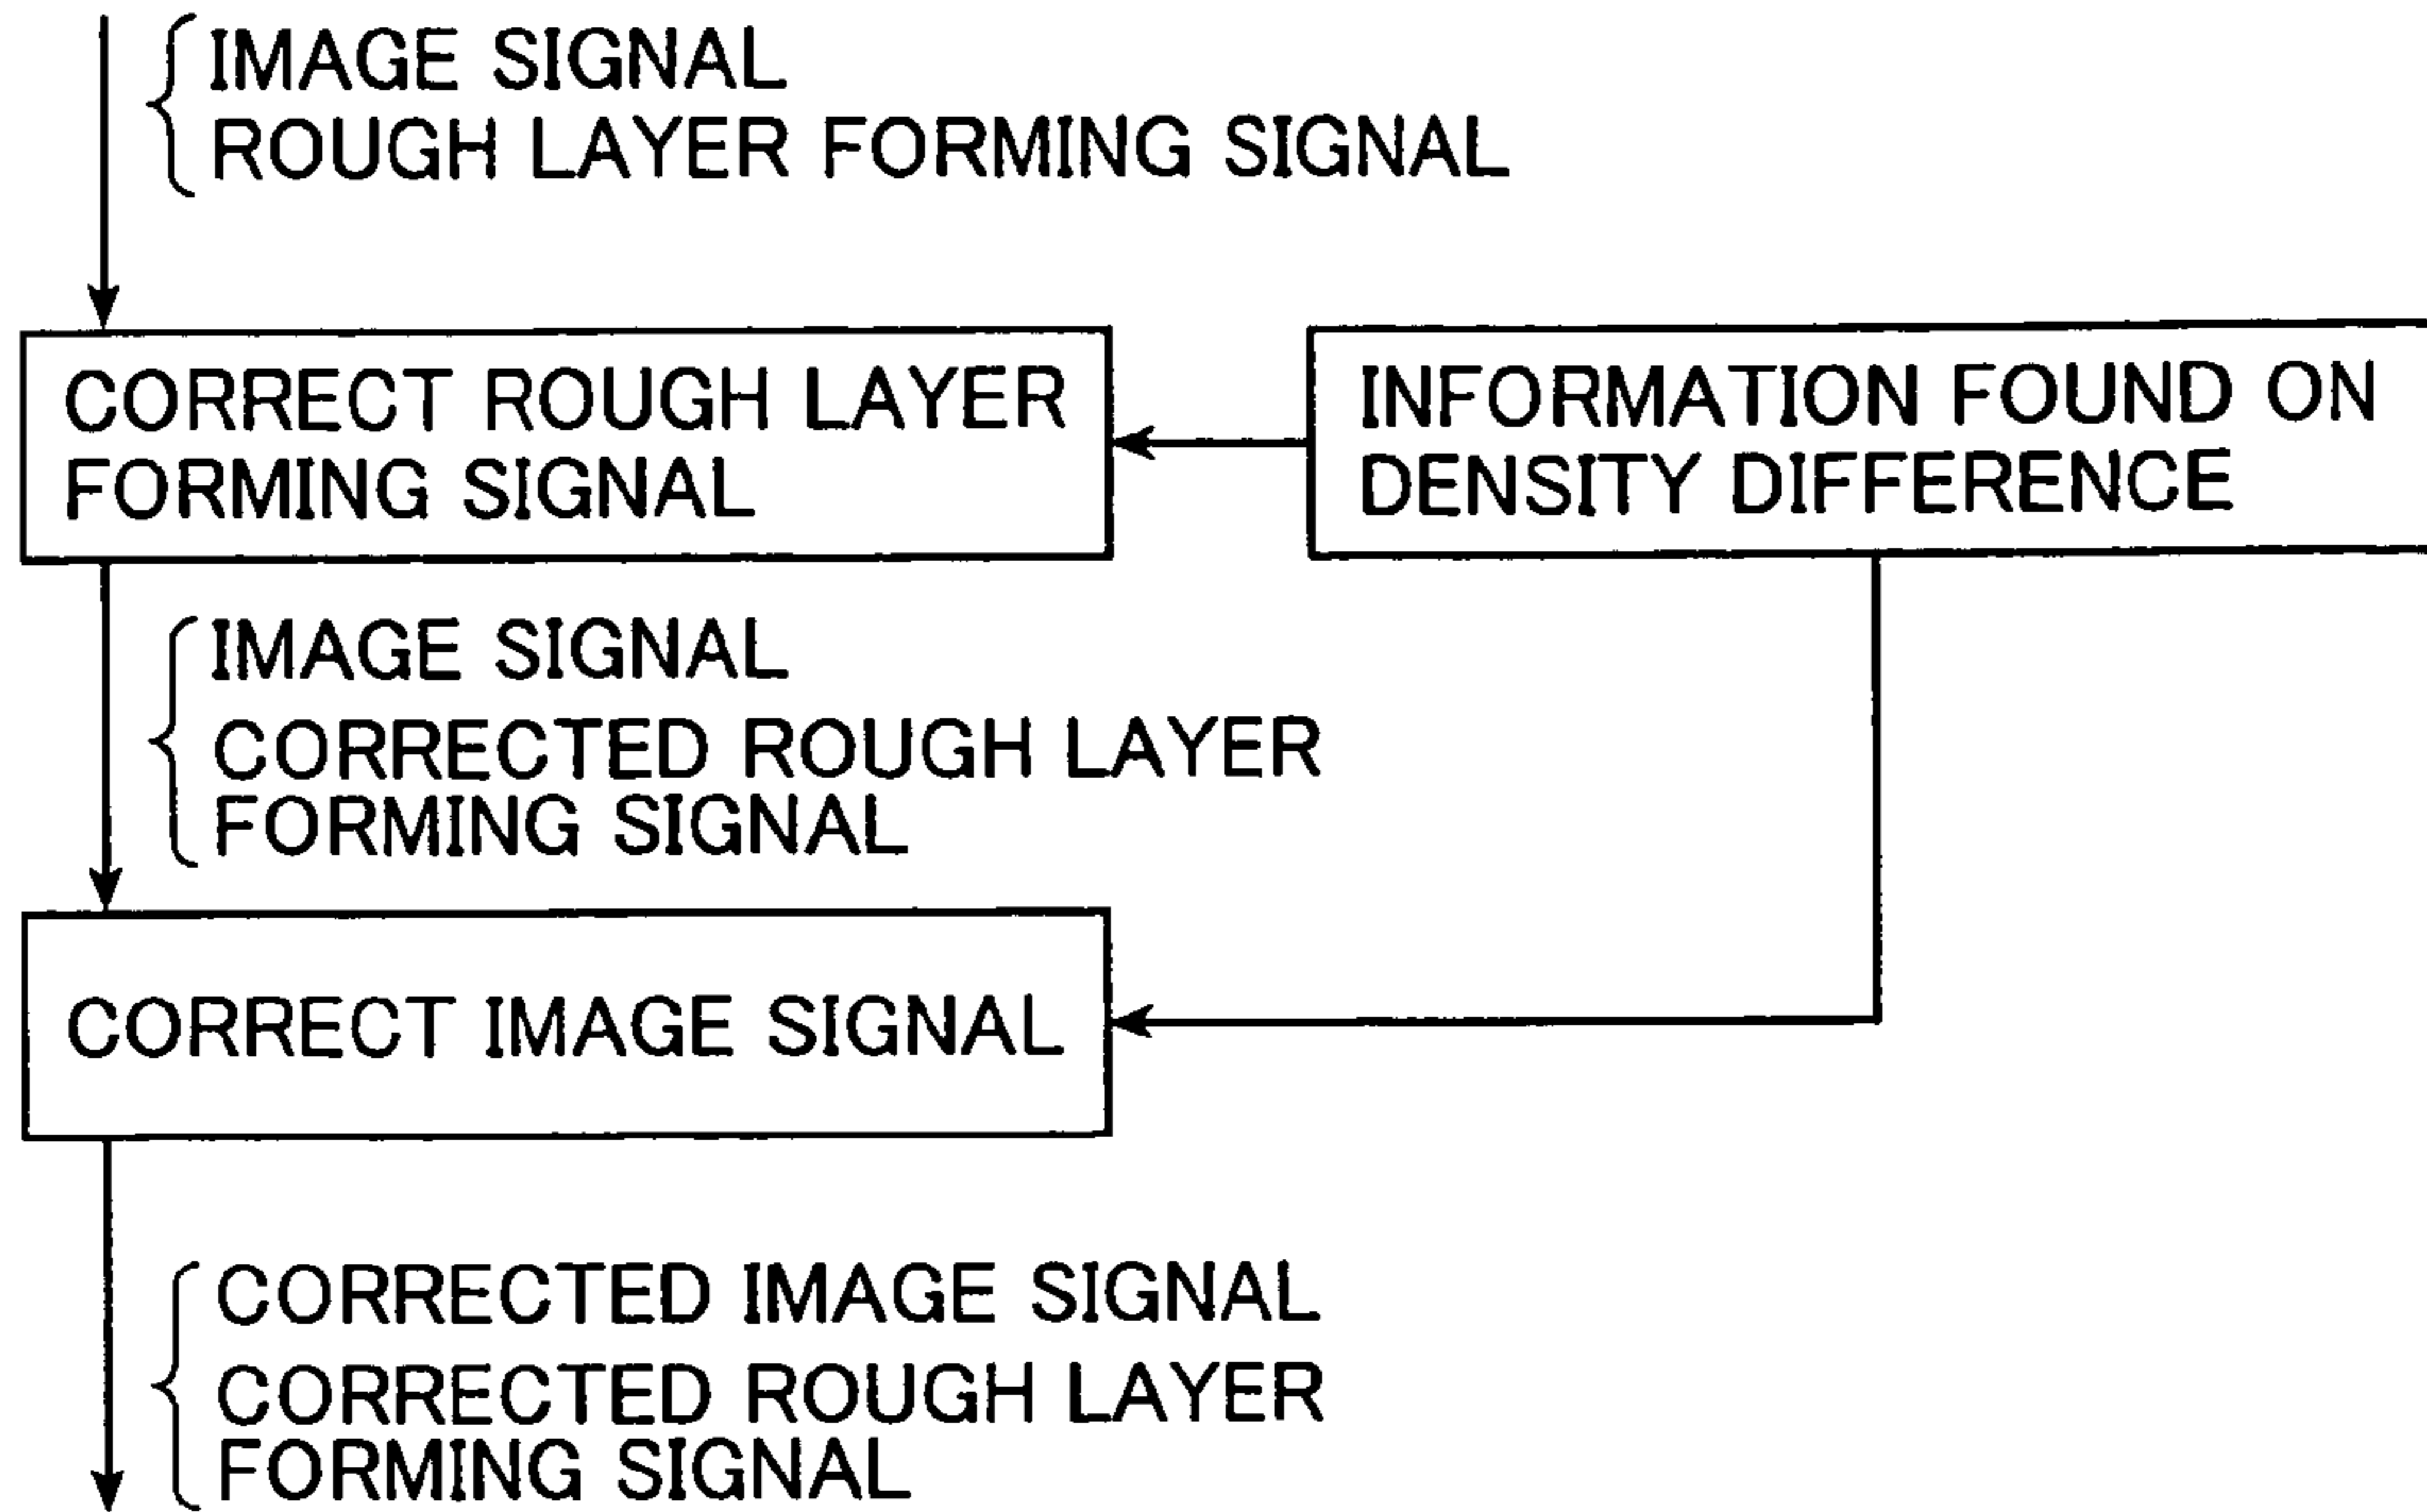 IMAGE SIGNAL
ROUGH LAYER FORMING SIGNAL
CORRECT ROUGH LAYER
FORMING SIGNAL
INFORMATION FOUND ON
DENSITY DIFFERENCE
IMAGE SIGNAL
CORRECTED ROUGH LAYER
FORMING SIGNAL
CORRECT IMAGE SIGNAL
CORRECTED IMAGE SIGNAL
CORRECTED ROUGH LAYER
FORMING SIGNAL